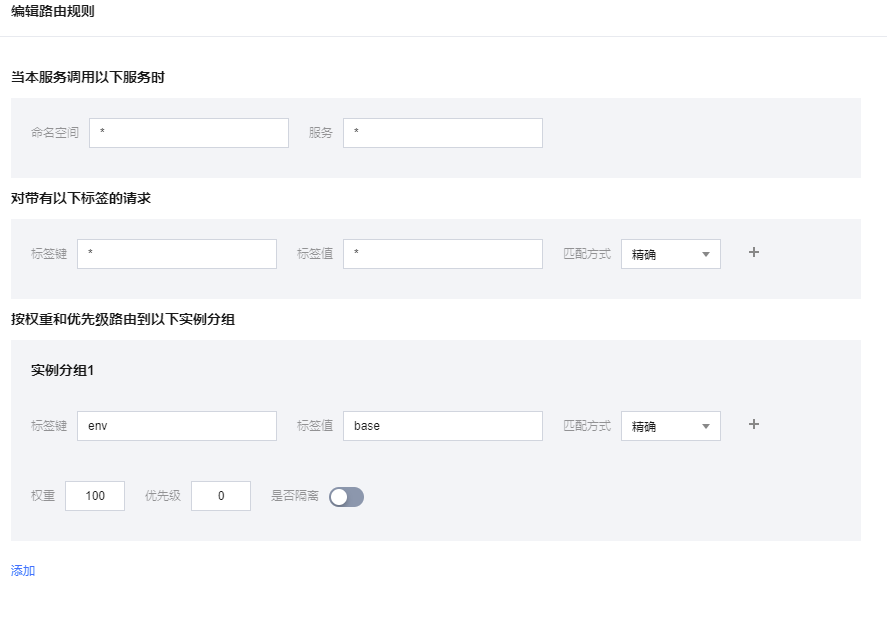 编辑路由规则
当本服务调用以下服务时
命名空间 * 服务 *
对带有以下标签的请求
标签键 * 标签值 * 匹配方式 精确 +
按权重和优先级路由到以下实例分组
实例分组1
标签键 env 标签值 base 匹配方式 精确 +
权重 100 优先级 0 是否隔离
添加